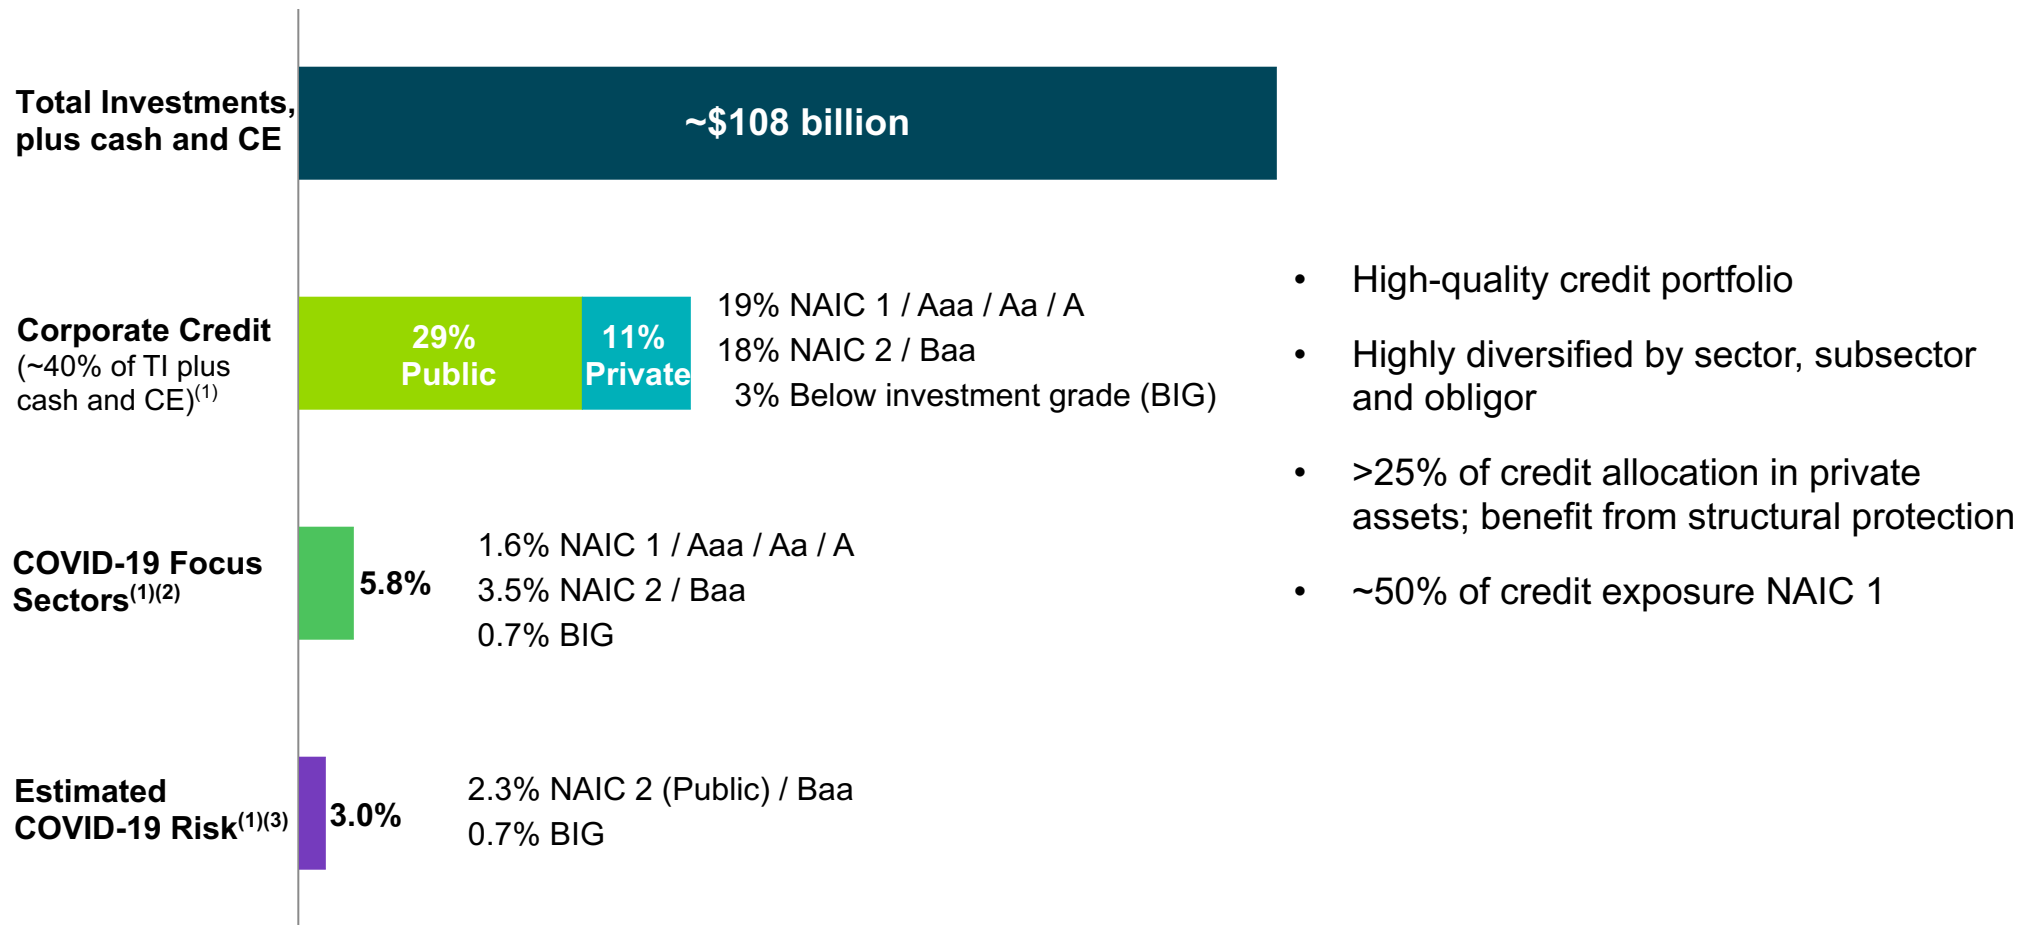 Total Investments,
plus cash and CE
~$108 billion
Corporate Credit
(~40% of TI plus
cash and CE)(1)
29%
Public
11%
Private
19% NAIC 1 / Aaa / Aa / A
18% NAIC 2 / Baa
3% Below investment grade (BIG)
COVID-19 Focus
Sectors(1)(2)
5.8%
1.6% NAIC 1 / Aaa / Aa / A
3.5% NAIC 2 / Baa
0.7% BIG
Estimated
COVID-19 Risk(1)(3)
3.0%
2.3% NAIC 2 (Public) / Baa
0.7% BIG
• High-quality credit portfolio
• Highly diversified by sector, subsector
and obligor
• >25% of credit allocation in private
assets; benefit from structural protection
• ~50% of credit exposure NAIC 1